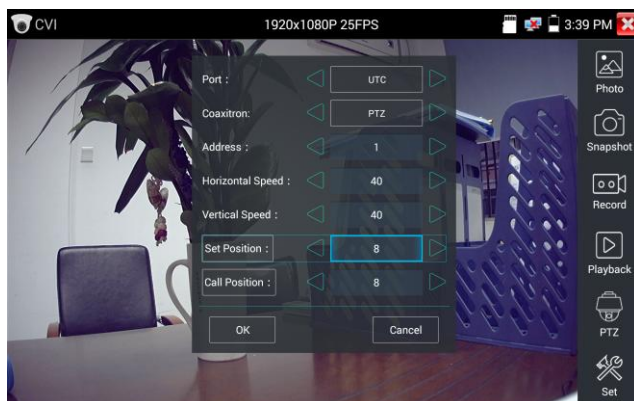 CVI 1920x1080P 25FPS 3:39 PM
Port : UTC
Coaxitron: PTZ
Address : 1
Horizontal Speed : 40
Vertical Speed : 40
Set Position : 8
Call Position : 8
OK Cancel
Photo
Snapshot
Record
Playback
PTZ
Set